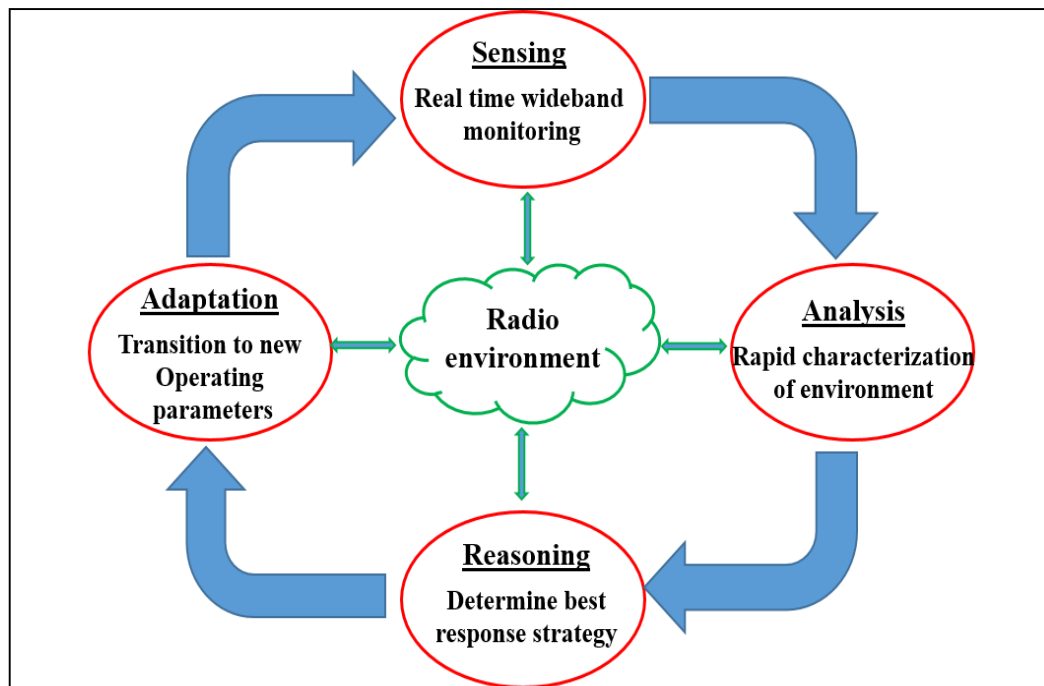 Sensing
Real time wideband
monitoring
Adaptation
Transition to new
Operating
parameters
Radio
environment
Analysis
Rapid characterization
of environment
Reasoning
Determine best
response strategy